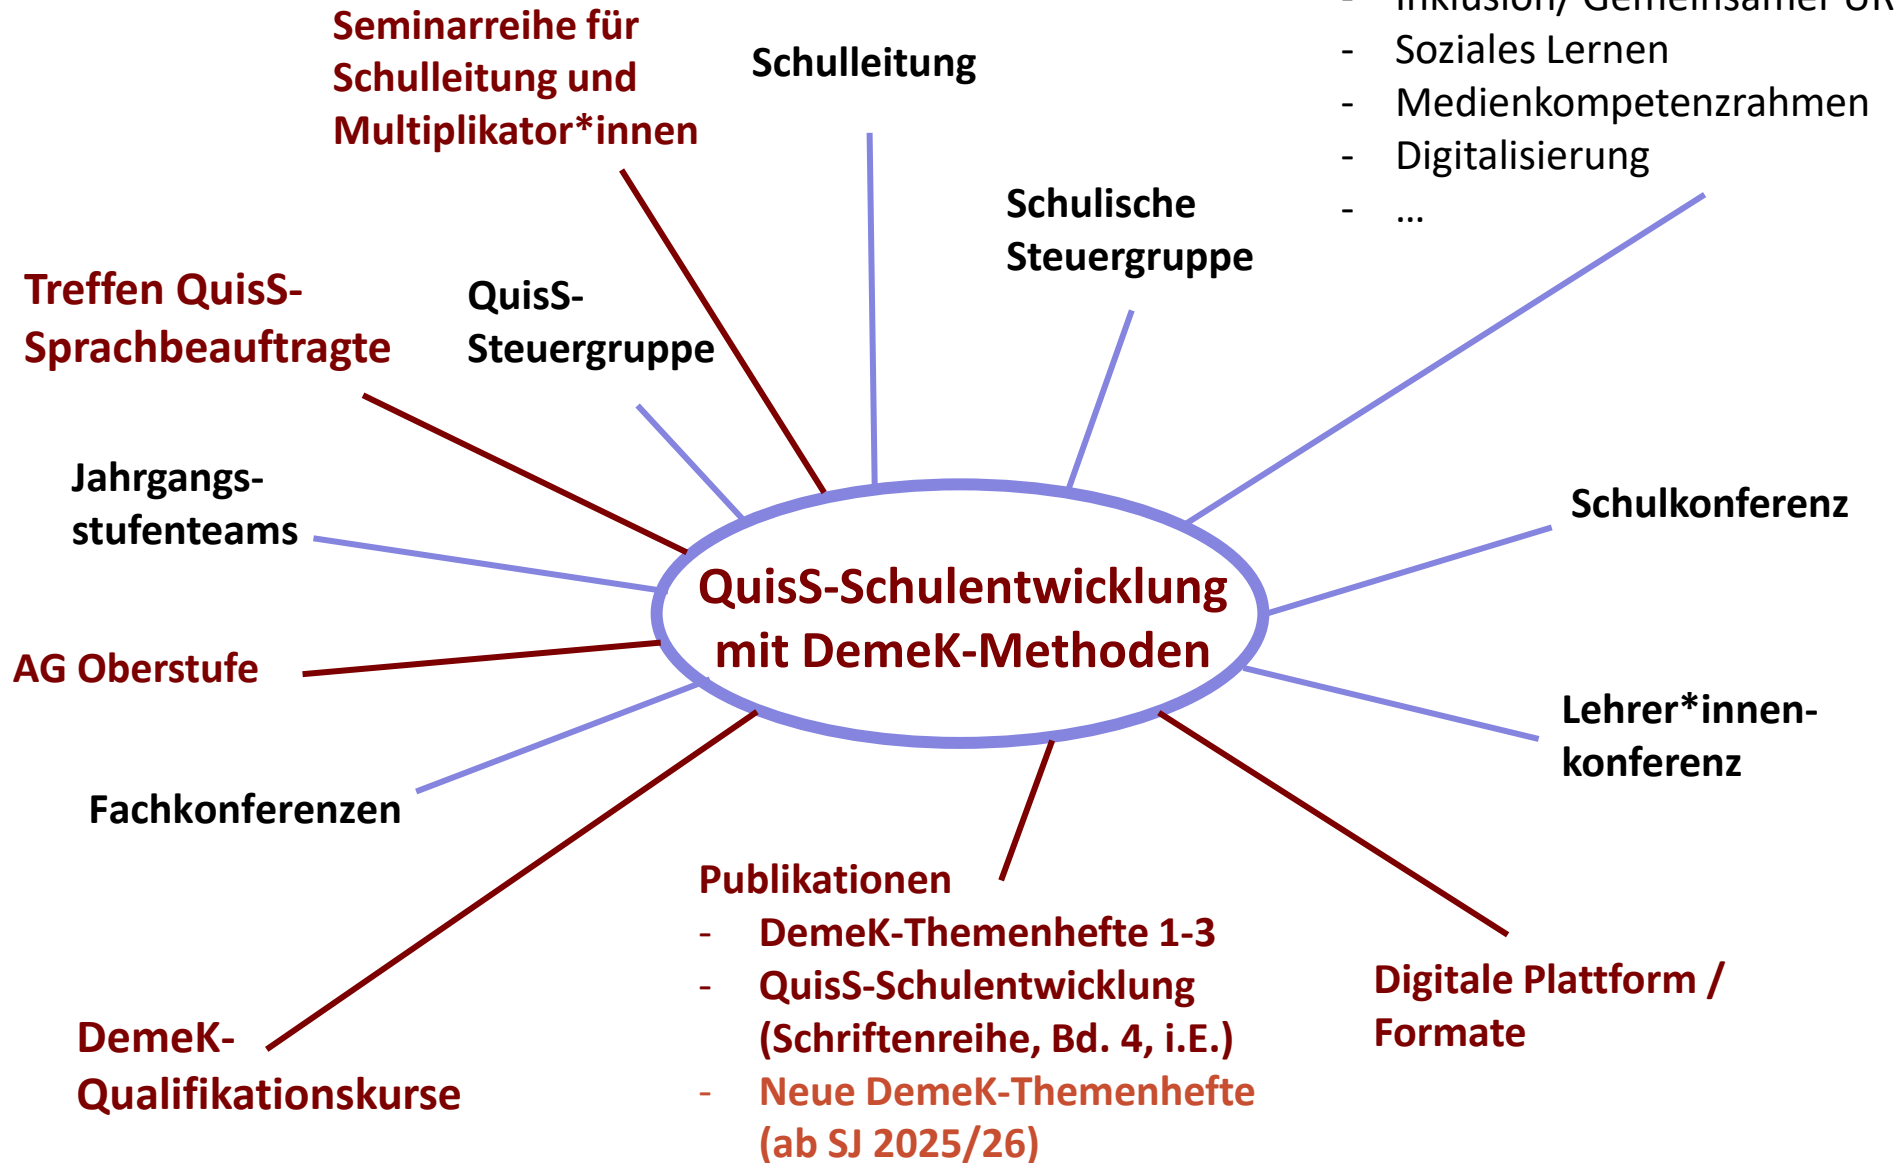 Seminarreihe für
Schulleitung und
Multiplikator*innen
Schulleitung
- Inklusion/ Gemeinsamer
- Soziales Lernen
- Medienkompetenzrahmen
- Digitalisierung
- ...
Schulische
Steuergruppe
Treffen QuisS-
Sprachbeauftragte
QuisS-
Steuergruppe
Jahrgangs-
stufenteams
Schulkonferenz
QuisS-Schulentwicklung
mit DemeK-Methoden
AG Oberstufe
Lehrer*innen-
konferenz
Fachkonferenzen
Publikationen
- DemeK-Themenhefte 1-3
- QuisS-Schulentwicklung
(Schriftenreihe, Bd. 4, i.E.)
- Neue DemeK-Themenhefte
(ab SJ 2025/26)
Digitale Plattform /
Formate
DemeK-
Qualifikationskurse